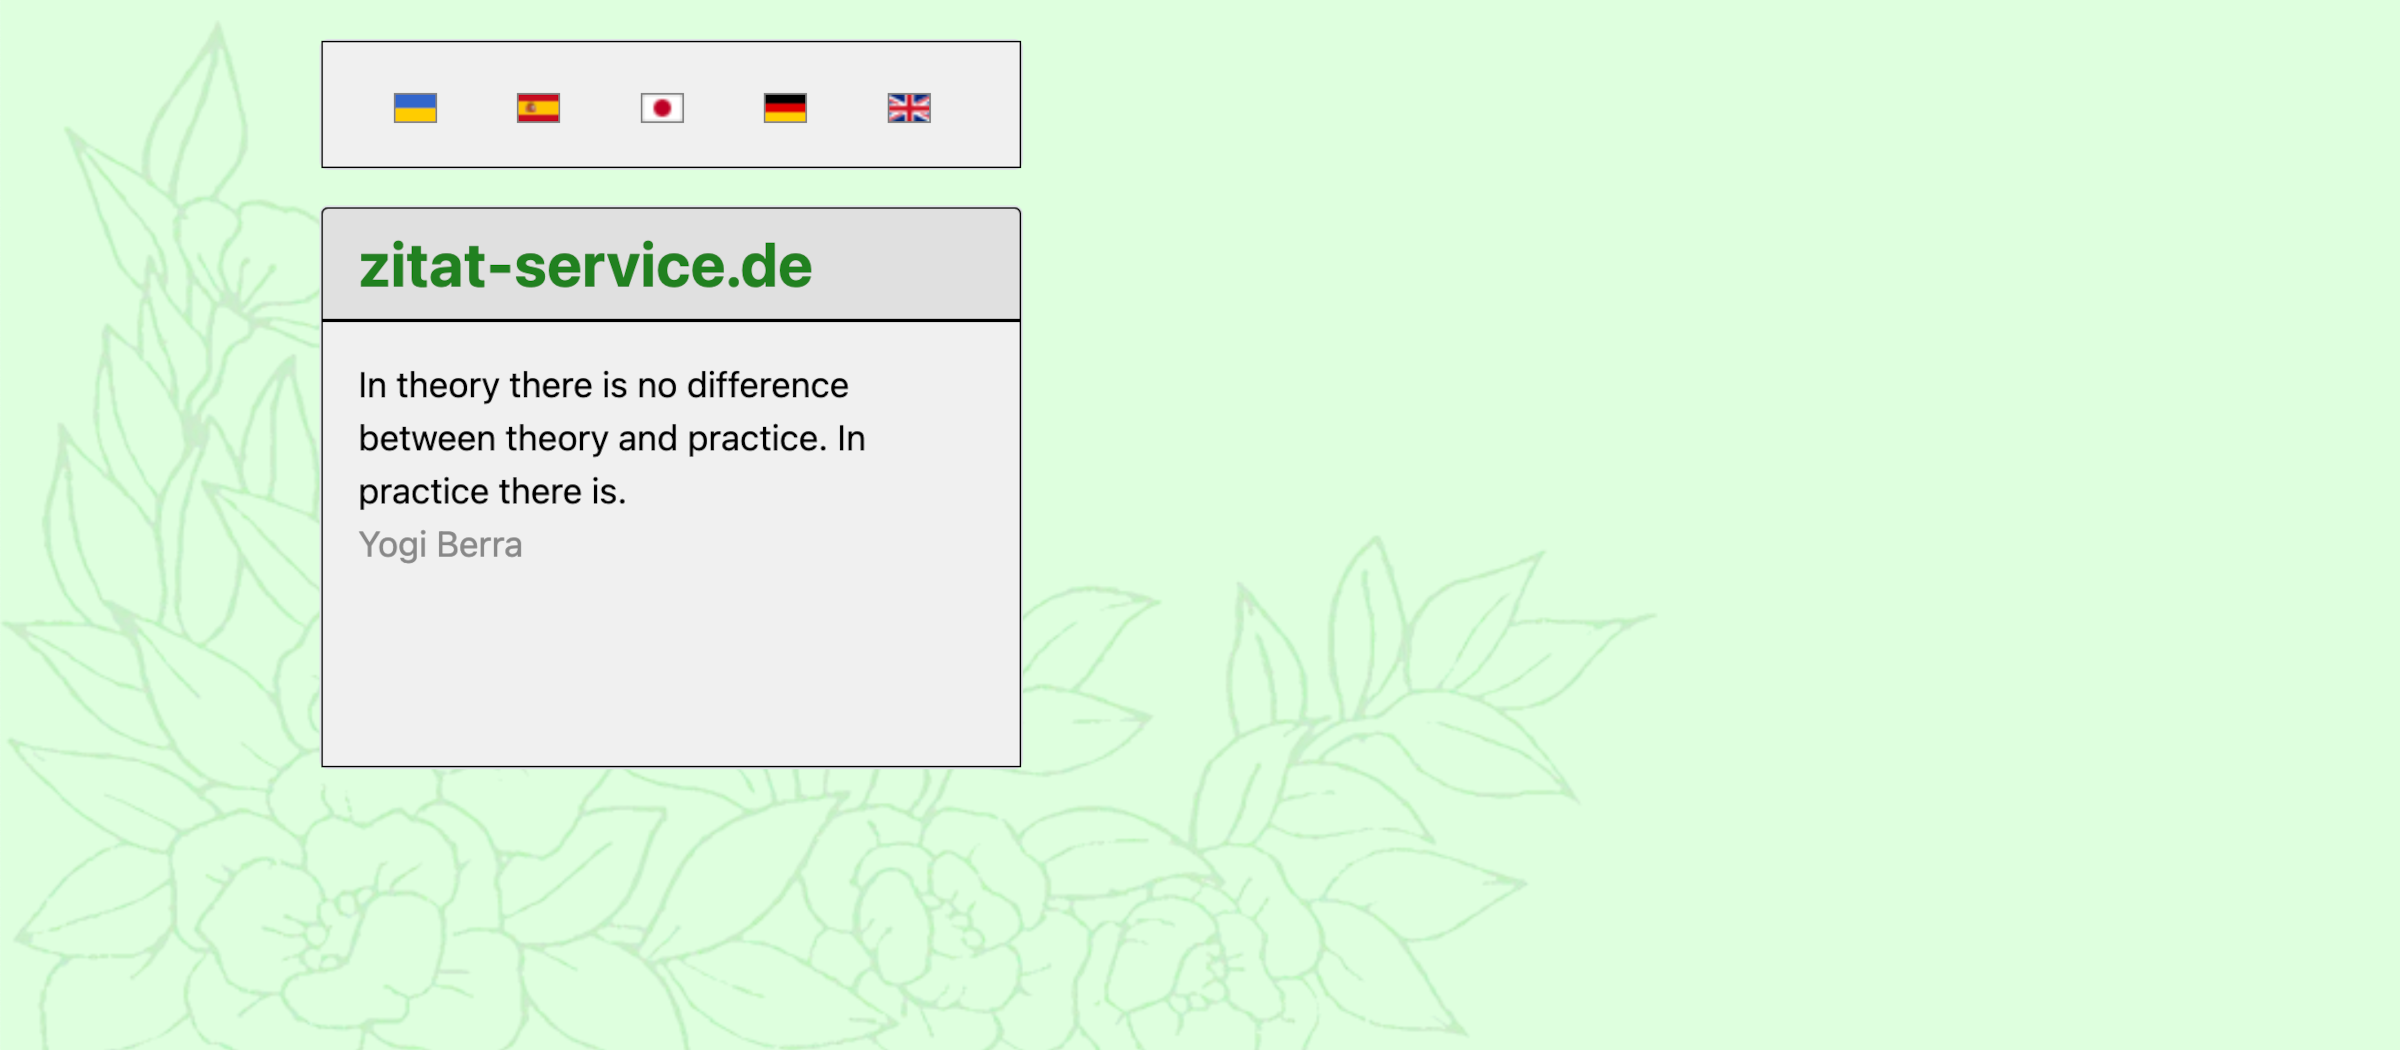 zitat-service.de
In theory there is no difference
between theory and practice. In
practice there is.
Yogi Berra